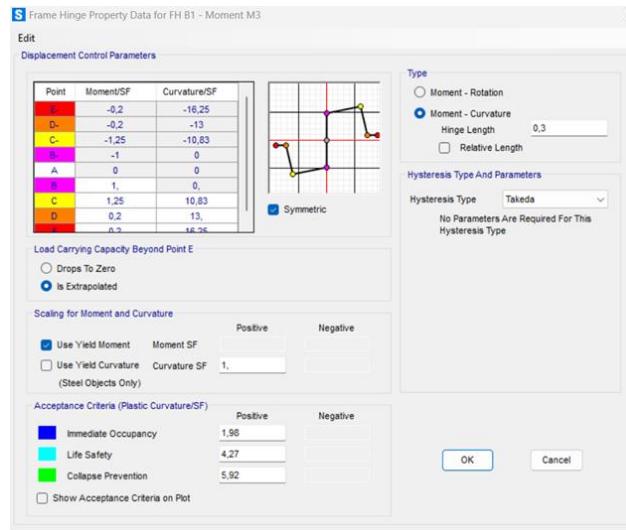 S Frame Hinge Property Data for FH B1 - Moment M3
Edit
Displacement Control Parameters
Point Moment/SF Curvature/SF
E- -0,2 -16,25
D- -0,2 -13
C- -1,25 -10,83
B- -1 0
A 0 0
B 1, 0,
C 1,25 10,83
D 0,2 13,
0,2 16,25
Symmetric
Load Carrying Capacity Beyond Point E
Drops To Zero
Is Extrapolated
Scaling for Moment and Curvature
Positive Negative
Use Yield Moment Moment SF
Use Yield Curvature Curvature SF 1,
(Steel Objects Only)
Acceptance Criteria (Plastic Curvature/SF)
Positive Negative
Immediate Occupancy 1,98
Life Safety 4,27
Collapse Prevention 5,92
Show Acceptance Criteria on Plot
Type
Moment - Rotation
Moment - Curvature
Hinge Length 0,3
Relative Length
Hysteresis Type And Parameters
Hysteresis Type Takeda
No Parameters Are Required For This
Hysteresis Type
OK Cancel